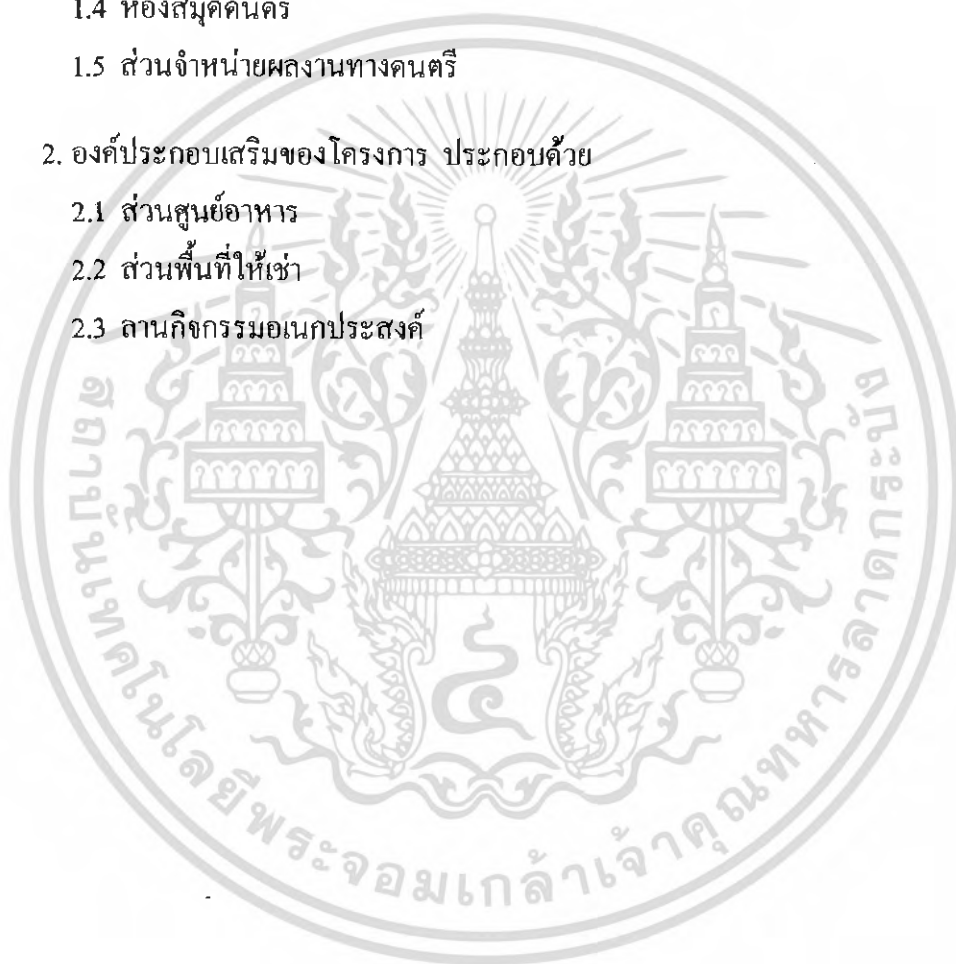 1.4 ห้องสมุดดนตรี
1.5 ส่วนจำหน่ายผลงานทางดนตรี
2. องค์ประกอบเสริมของโครงการ ประกอบด้วย
2.1 ส่วนศูนย์อาหาร
2.2 ส่วนพื้นที่ให้เช่า
2.3 ลานกิจกรรมอเนกประสงค์
สถาบันเทคโนโลยีพระจอมเกล้าเจ้าคุณทหารลาดกระบัง